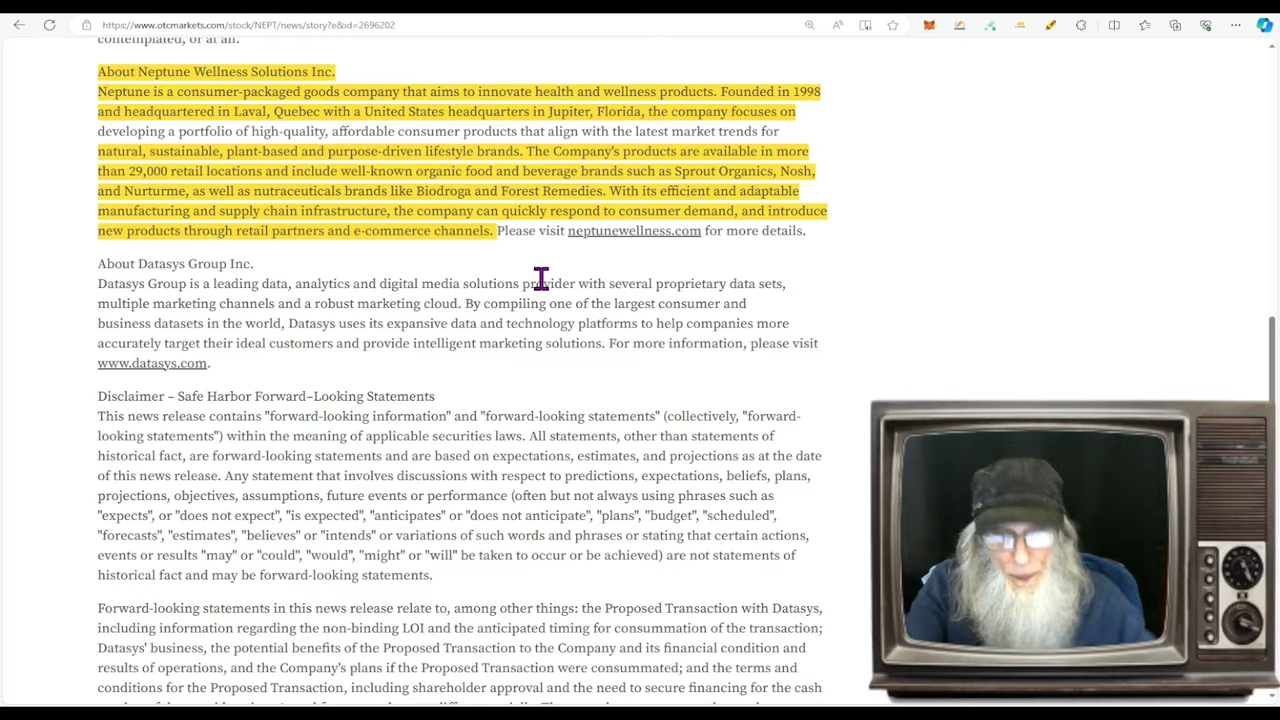 https://www.otcmarkets.com/stock/NEPT/news/story?e&id=2696202
contemplated, or at all.
About Neptune Wellness Solutions Inc.
Neptune is a consumer-packaged goods company that aims to innovate health and wellness products. Founded in 1998
and headquartered in Laval, Quebec with a United States headquarters in Jupiter, Florida, the company focuses on
developing a portfolio of high-quality, affordable consumer products that align with the latest market trends for
natural, sustainable, plant-based and purpose-driven lifestyle brands. The Company's products are available in more
than 29,000 retail locations and include well-known organic food and beverage brands such as Sprout Organics, Nosh,
and Nurturme, as well as nutraceuticals brands like Biodroga and Forest Remedies. With its efficient and adaptable
manufacturing and supply chain infrastructure, the company can quickly respond to consumer demand, and introduce
new products through retail partners and e-commerce channels. Please visit neptunewellness.com for more details.
About Datasys Group Inc.
Datasys Group is a leading data, analytics and digital media solutions provider with several proprietary data sets,
multiple marketing channels and a robust marketing cloud. By compiling one of the largest consumer and
business datasets in the world, Datasys uses its expansive data and technology platforms to help companies more
accurately target their ideal customers and provide intelligent marketing solutions. For more information, please visit
www.datasys.com.
Disclaimer – Safe Harbor Forward–Looking Statements
This news release contains "forward-looking information" and "forward-looking statements" (collectively, "forward-
looking statements") within the meaning of applicable securities laws. All statements, other than statements of
historical fact, are forward-looking statements and are based on expectations, estimates, and projections as at the date
of this news release. Any statement that involves discussions with respect to predictions, expectations, beliefs, plans,
projections, objectives, assumptions, future events or performance (often but not always using phrases such as
"expects", or "does not expect", "is expected", "anticipates" or "does not anticipate", "plans", "budget", "scheduled",
"forecasts", "estimates", "believes" or "intends" or variations of such words and phrases or stating that certain actions,
events or results "may" or "could", "would", "might" or "will" be taken to occur or be achieved) are not statements of
historical fact and may be forward-looking statements.
Forward-looking statements in this news release relate to, among other things: the Proposed Transaction with Datasys,
including information regarding the non-binding LOI and the anticipated timing for consummation of the transaction;
Datasys' business, the potential benefits of the Proposed Transaction to the Company and its financial condition and
results of operations, and the Company's plans if the Proposed Transaction were consummated; and the terms and
conditions for the Proposed Transaction, including shareholder approval and the need to secure financing for the cash